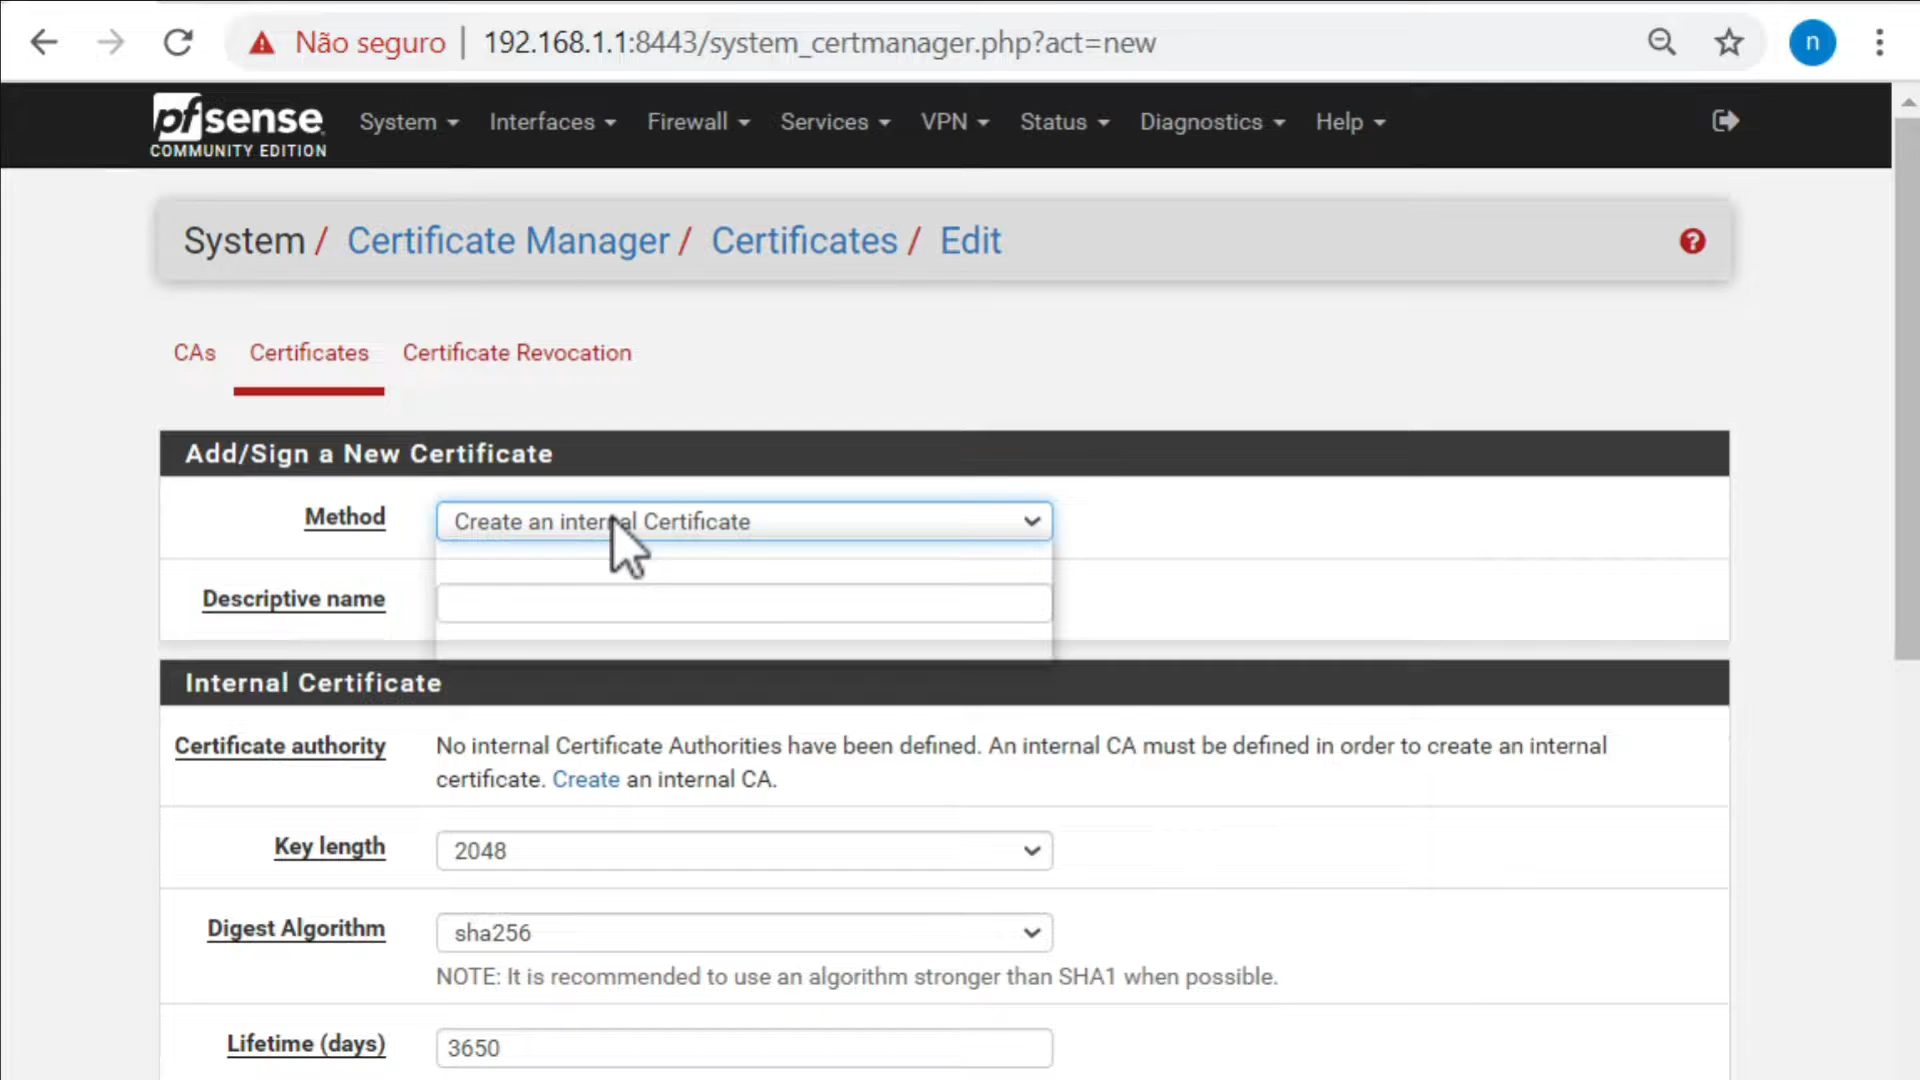 Não seguro | 192.168.1.1:8443/system_certmanager.php?act=new n
pfsense System Interfaces Firewall Services VPN Status Diagnostics Help
COMMUNITY EDITION
System / Certificate Manager / Certificates / Edit ?
CAs Certificates Certificate Revocation
Add/Sign a New Certificate
Method Create an internal Certificate
Descriptive name
Internal Certificate
Certificate authority No internal Certificate Authorities have been defined. An internal CA must be defined in order to create an internal
certificate. Create an internal CA.
Key length 2048
Digest Algorithm sha256
NOTE: It is recommended to use an algorithm stronger than SHA1 when possible.
Lifetime (days) 3650